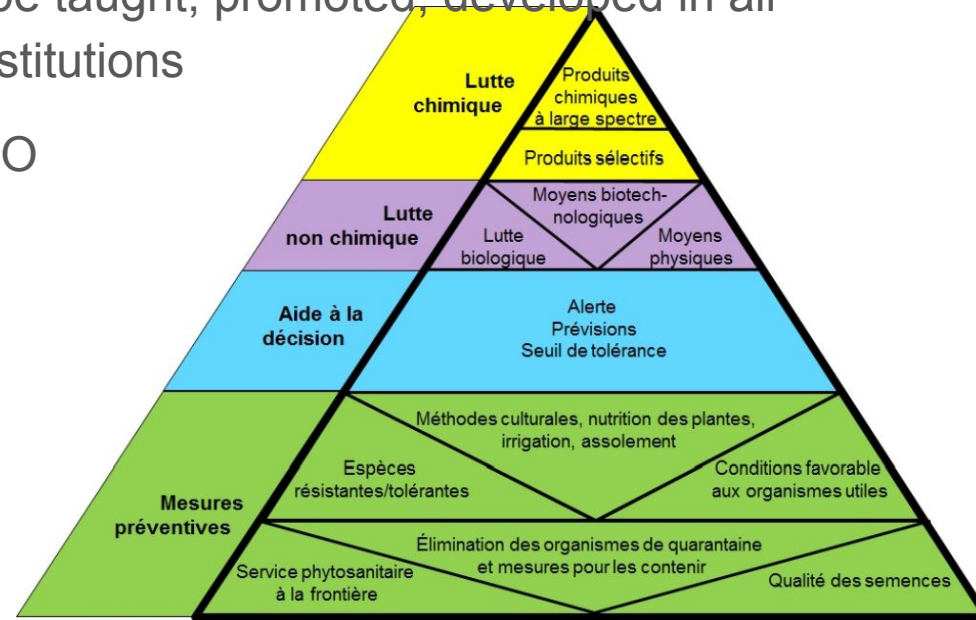 be taught, promoted, developed in all
stitutions
O
Lutte
chimique
Produits
chimiques
à large spectre
Produits sélectifs
Lutte
non chimique
Moyens biotech-
nologiques
Lutte
biologique
Moyens
physiques
Aide à la
décision
Alerte
Prévisions
Seuil de tolérance
Mesures
préventives
Méthodes culturales, nutrition des plantes,
irrigation, assolement
Espèces
résistantes/tolérantes
Conditions favorable
aux organismes utiles
Élimination des organismes de quarantaine
et mesures pour les contenir
Service phytosanitaire
à la frontière
Qualité des semences